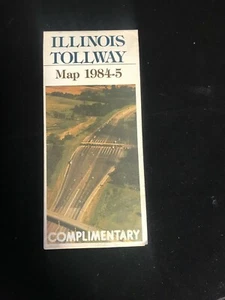 ILLINOIS
TOLLWAY
Map 1984-5
COMPLIMENTARY